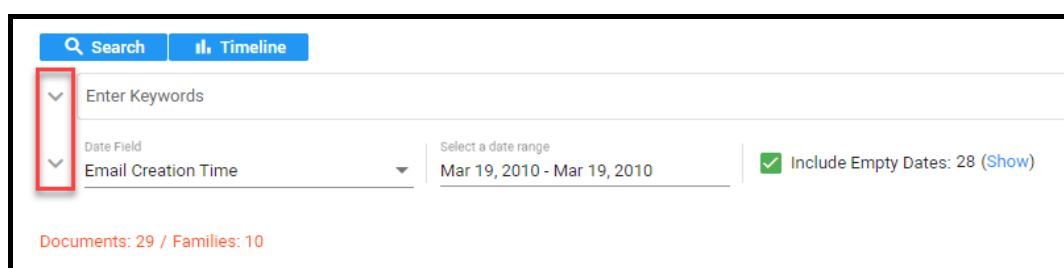 Search Timeline
Enter Keywords
Date Field Select a date range
Email Creation Time Mar 19, 2010 - Mar 19, 2010 Include Empty Dates: 28 (Show)
Documents: 29 / Families: 10